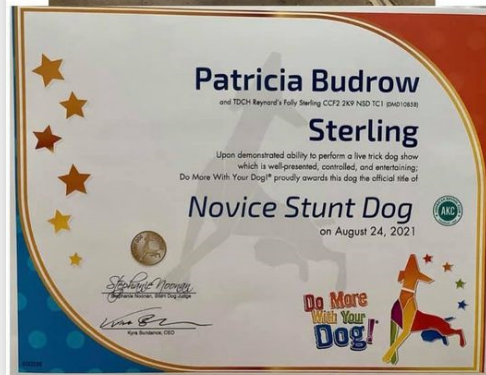 Patricia Budrow
and TDCH Reynard's Folly Sterling CCF2 2K9 NSD TC1 (DMD10838)
Sterling
Upon demonstrated ability to perform a live trick dog show
which is well-presented, controlled, and entertaining;
Do More With Your Dog!® proudly awards this dog the official title of
Novice Stunt Dog
AKC
on August 24, 2021
Stephanie Noonan
Stephanie Noonan, Stunt Dog Judge
Kyra Sundance, CEO
Do More
With Your
Dog!